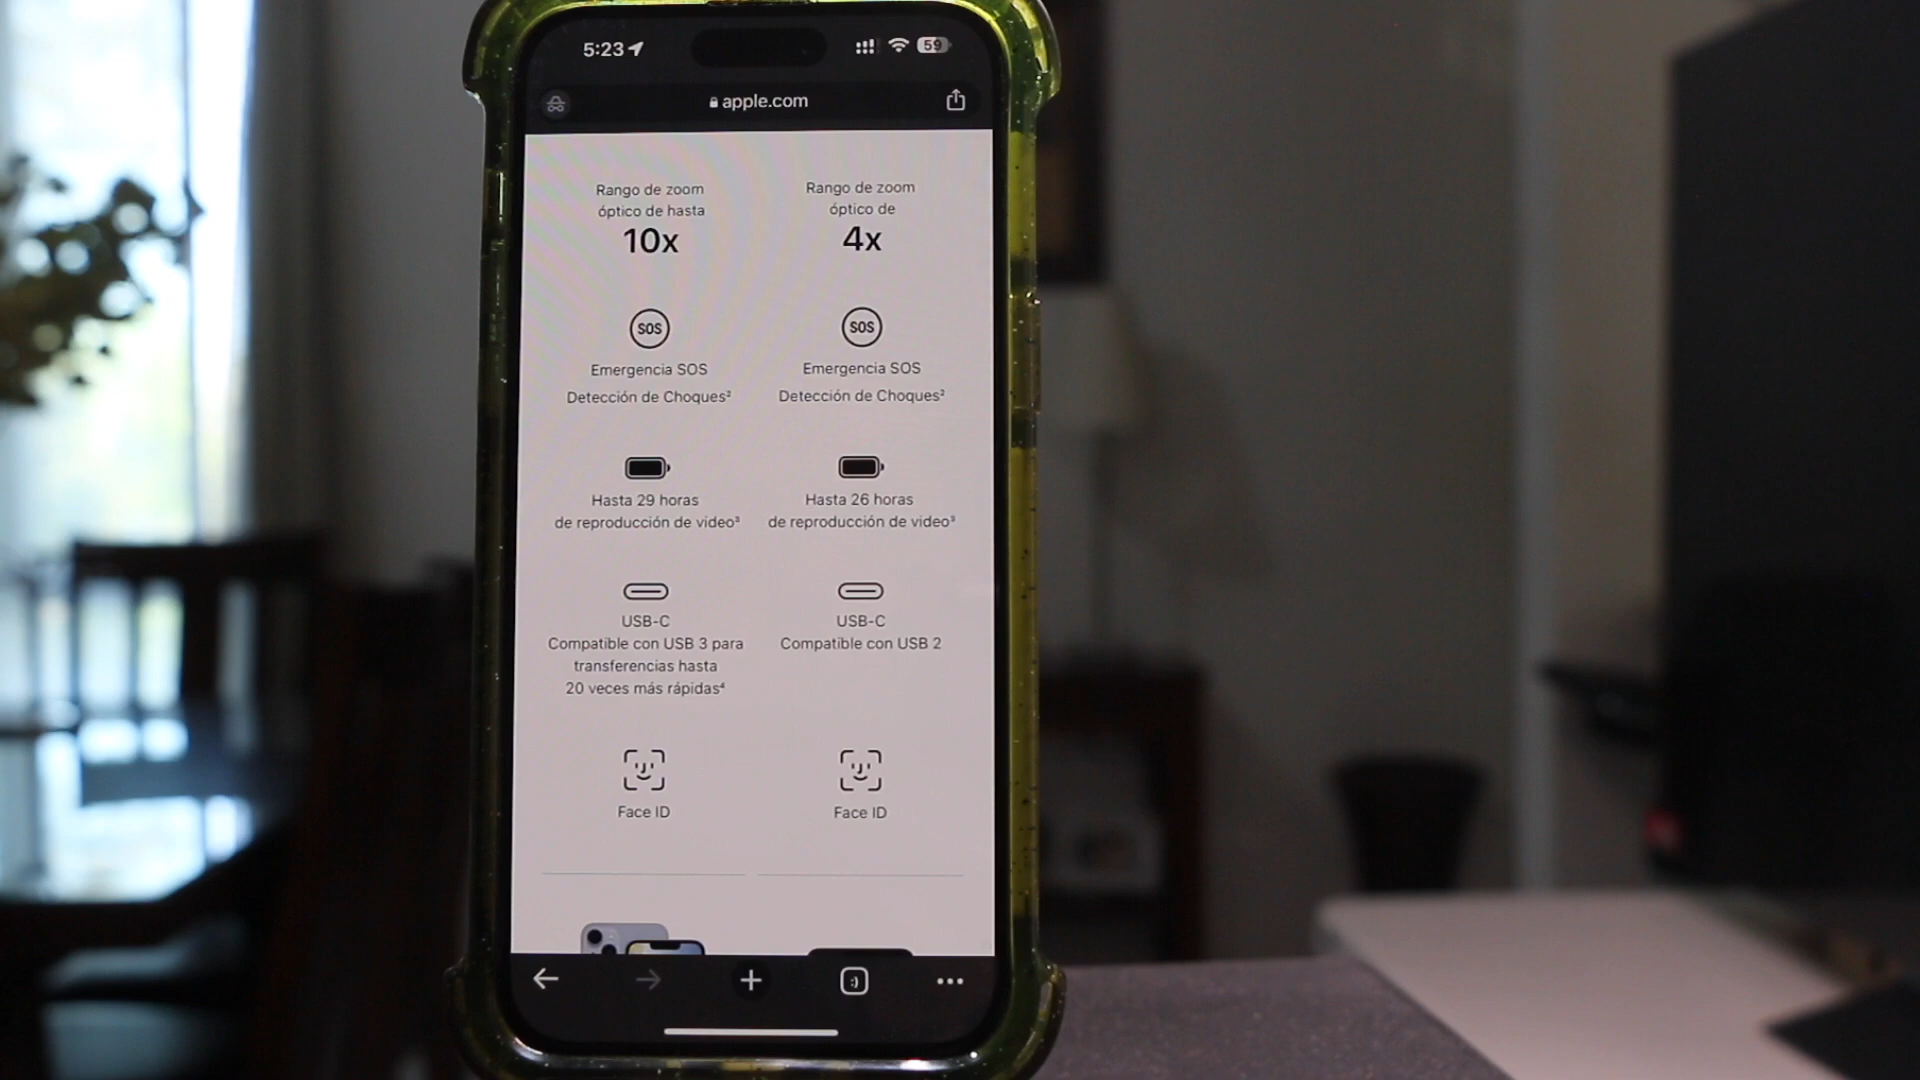 5:23
59
apple.com
Rango de zoom
óptico de hasta
10x
Rango de zoom
óptico de
4x
SOS
Emergencia SOS
Detección de Choques²
SOS
Emergencia SOS
Detección de Choques²
Hasta 29 horas
de reproducción de video³
Hasta 26 horas
de reproducción de video³
USB-C
Compatible con USB 3 para
transferencias hasta
20 veces más rápidas⁴
USB-C
Compatible con USB 2
Face ID
Face ID
:)